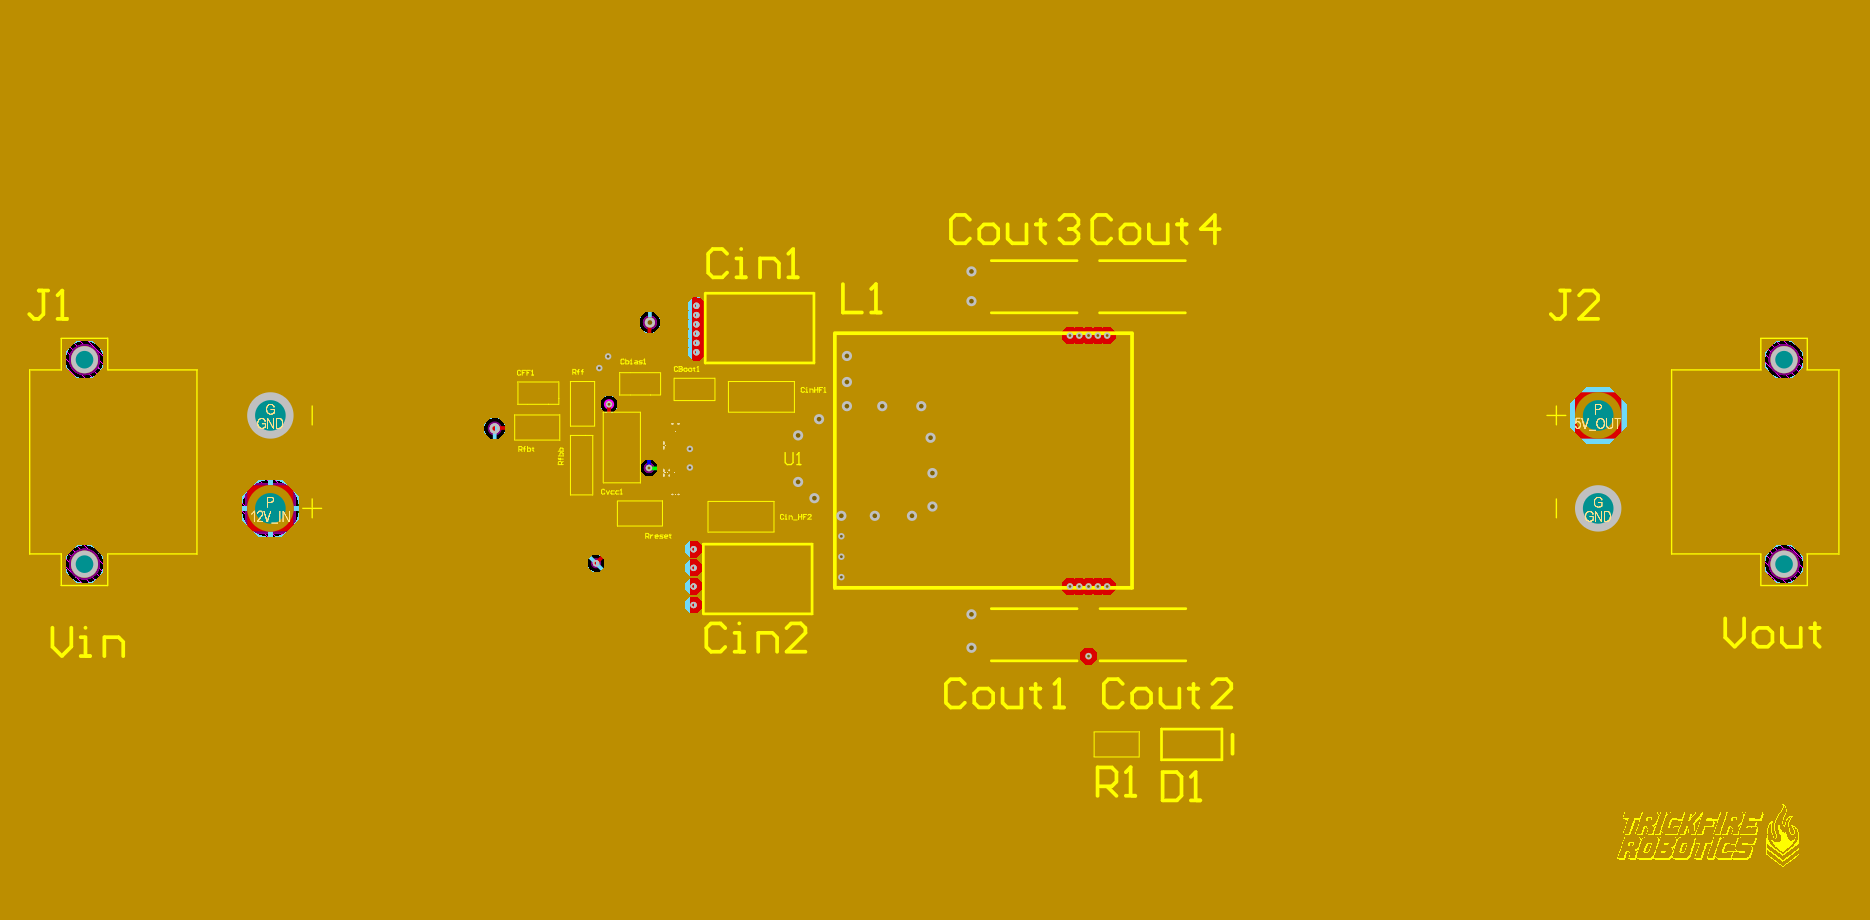 Cout3 Cout4
Cin1
J1
L1
J2
Cbias1
CFF1
Rff
CBoot1
CinHF1
G
GND
P
5V_OUT
Rfbt
Rfbb
U1
Cvcc1
P
12V_IN
G
GND
Cin_HF2
Rreset
Vin
Cin2
Vout
Cout1 Cout2
R1 D1
TRICKFIRE
ROBOTICS